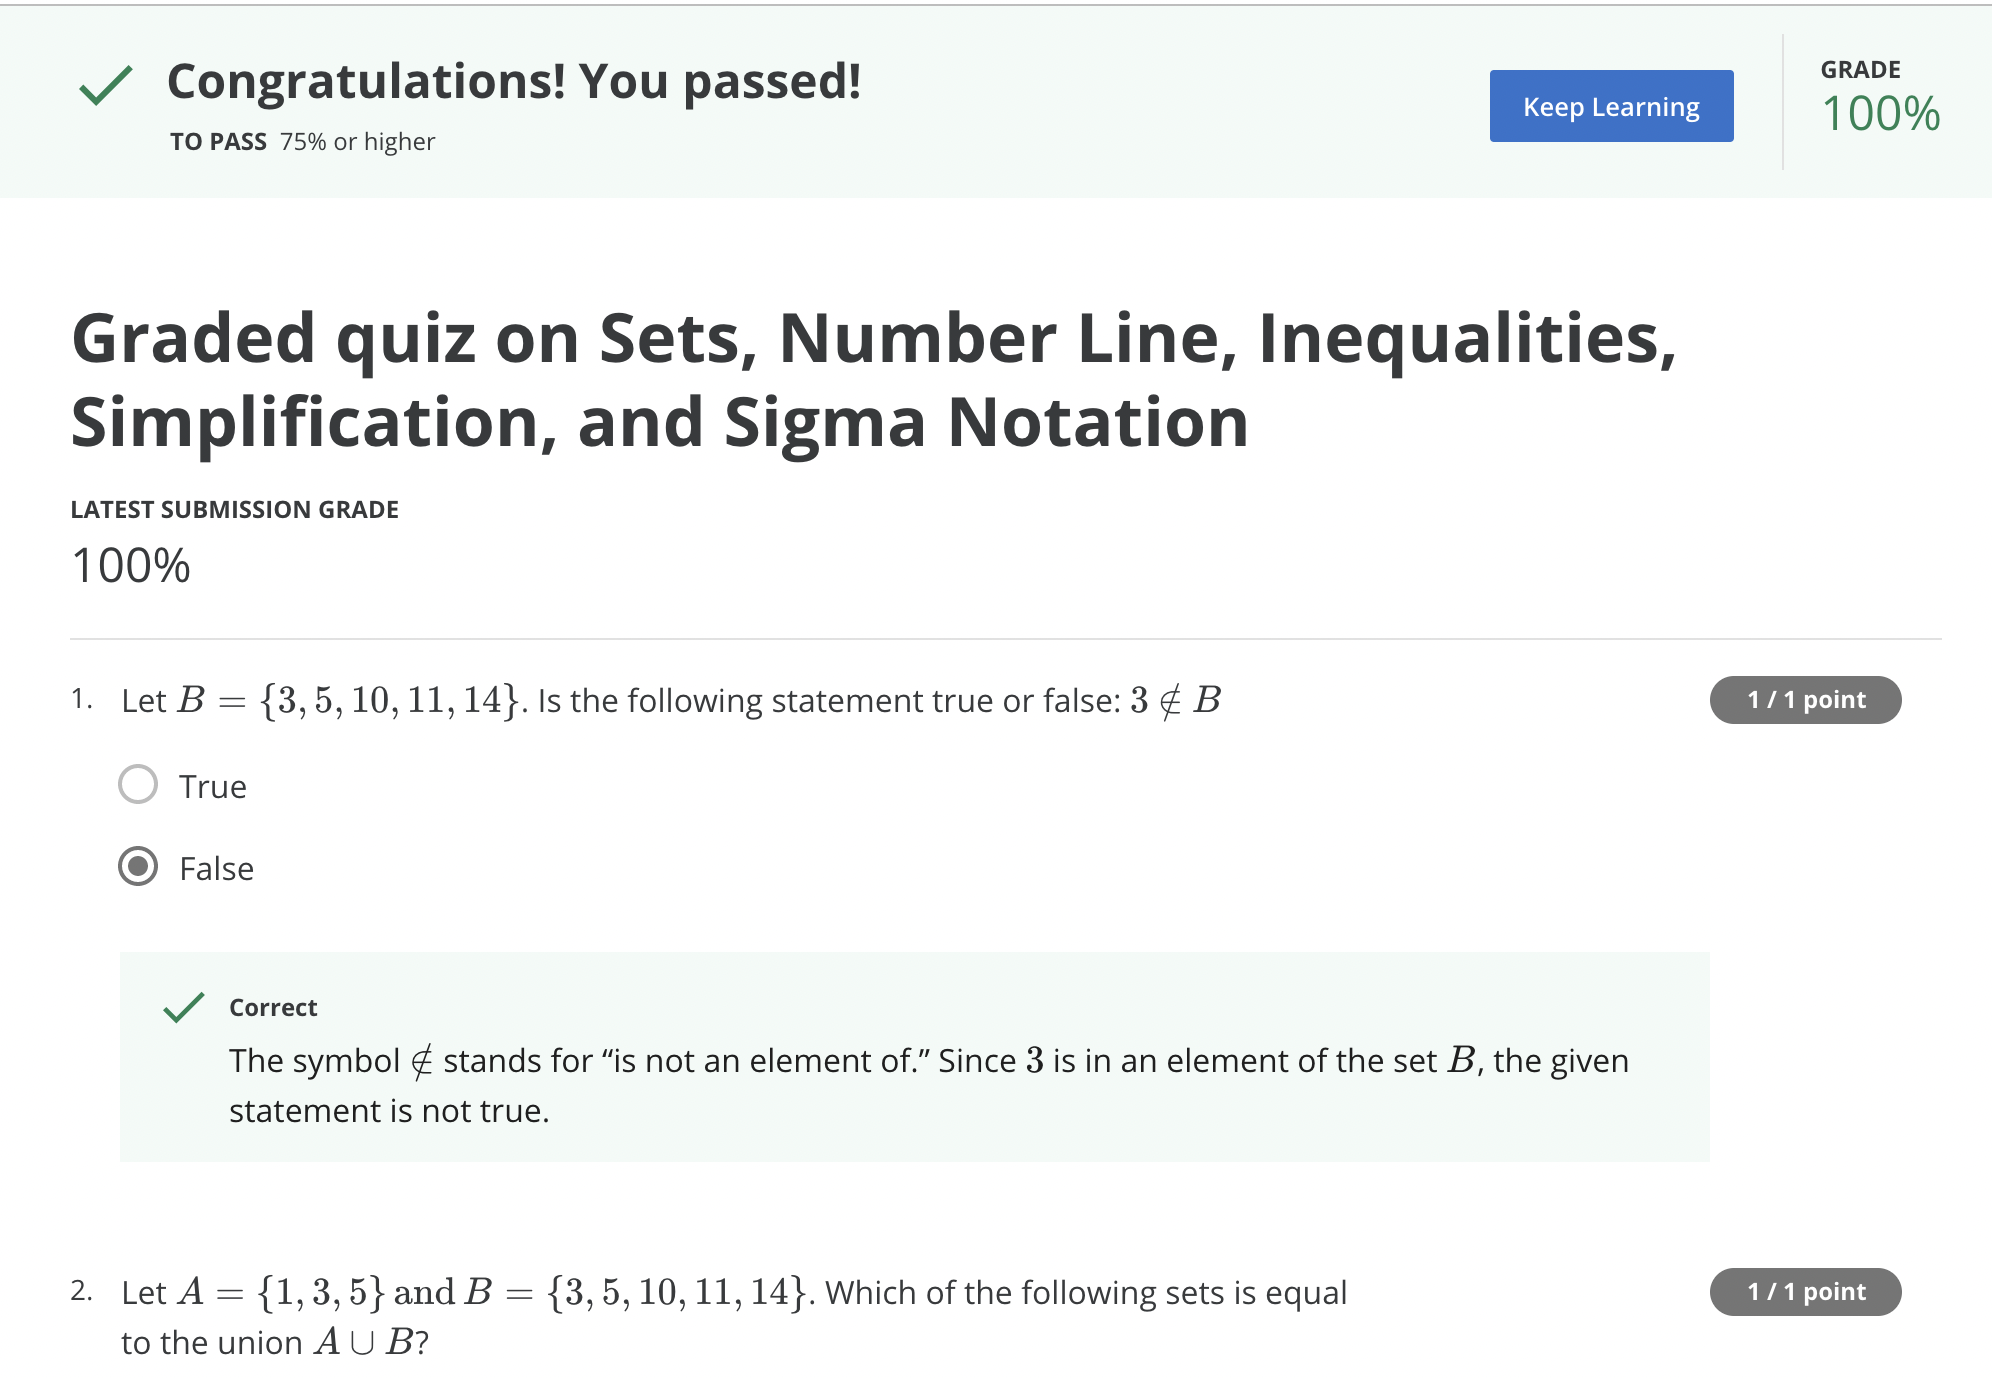 Congratulations! You passed!
TO PASS 75% or higher
Keep Learning
GRADE
100%
Graded quiz on Sets, Number Line, Inequalities,
Simplification, and Sigma Notation
LATEST SUBMISSION GRADE
100%
1. Let B = {3, 5, 10, 11, 14}. Is the following statement true or false: 3 ∉ B
1 / 1 point
True
False
Correct
The symbol ∉ stands for “is not an element of.” Since 3 is in an element of the set B, the given
statement is not true.
2. Let A = {1, 3, 5} and B = {3, 5, 10, 11, 14}. Which of the following sets is equal
to the union A ∪ B?
1 / 1 point